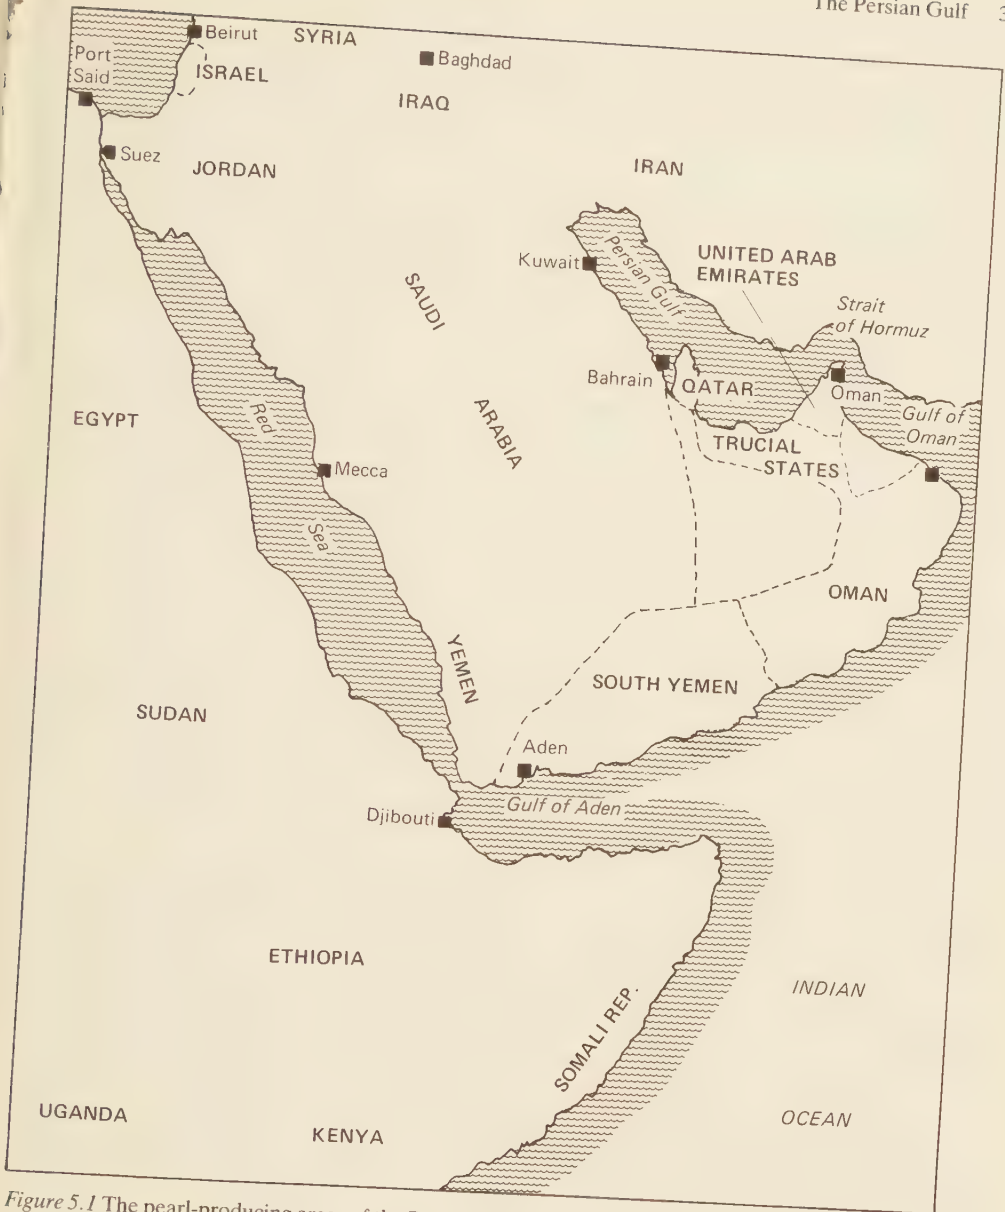 The Persian Gulf
Beirut
SYRIA
Baghdad
Port
Said
ISRAEL
IRAQ
Suez
JORDAN
IRAN
Kuwait
Persian Gulf
UNITED ARAB
EMIRATES
Strait
of Hormuz
SAUDI
ARABIA
Bahrain
QATAR
Oman
Gulf of
Oman
EGYPT
Red
Sea
Mecca
TRUCIAL
STATES
OMAN
YEMEN
SOUTH YEMEN
SUDAN
Aden
Gulf of Aden
Djibouti
ETHIOPIA
INDIAN
OCEAN
SOMALI REP.
UGANDA
KENYA
Figure 5.1 The pearl-producing areas of the